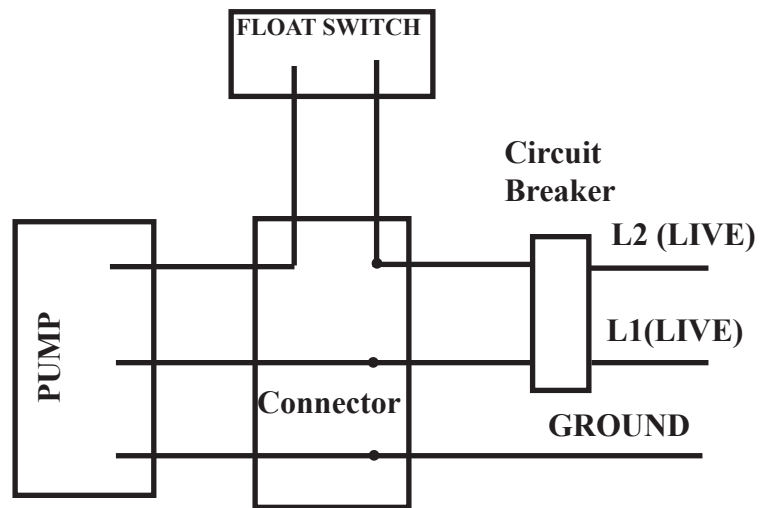 FLOAT SWITCH
Circuit
Breaker
L2 (LIVE)
L1(LIVE)
PUMP
Connector
GROUND